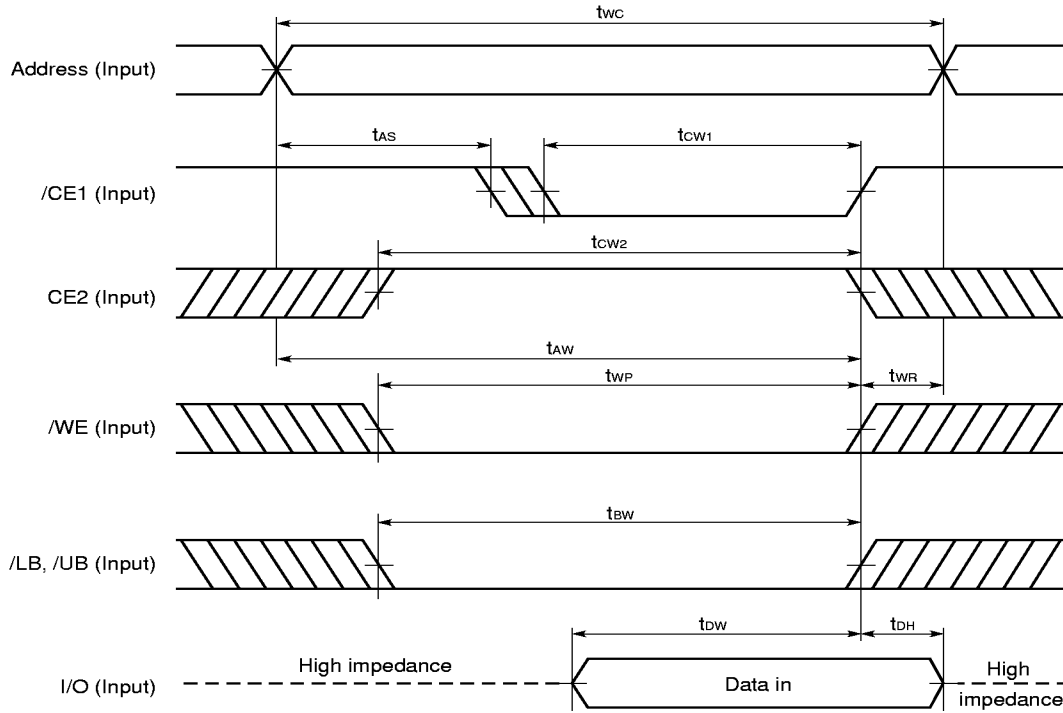 tWC
Address (Input)
tAS
tCW1
/CE1 (Input)
tCW2
CE2 (Input)
tAW
tWP
tWR
/WE (Input)
tBW
/LB, /UB (Input)
tDW
tDH
I/O (Input)
High impedance
Data in
High
impedance